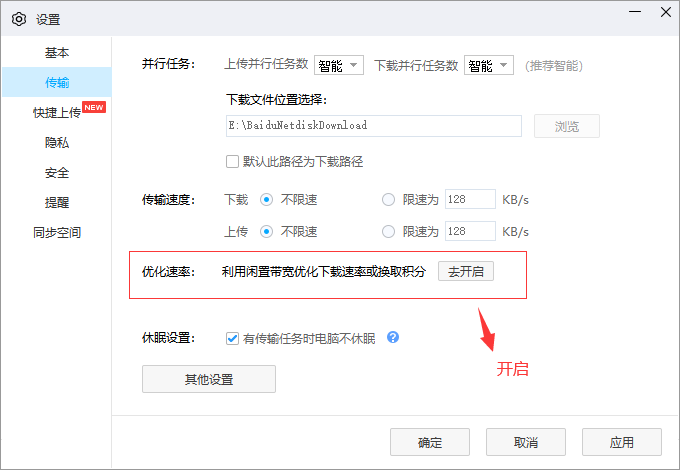 设置
基本
传输
快捷上传 NEW
隐私
安全
提醒
同步空间
并行任务: 上传并行任务数 智能 下载并行任务数 智能 (推荐智能)
下载文件位置选择:
E:\BaiduNetdiskDownload 浏览
默认此路径为下载路径
传输速度: 下载 不限速 限速为 128 KB/s
上传 不限速 限速为 128 KB/s
优化速率: 利用闲置带宽优化下载速率或换取积分 去开启
休眠设置: 有传输任务时电脑不休眠 ?
开启
其他设置
确定 取消 应用